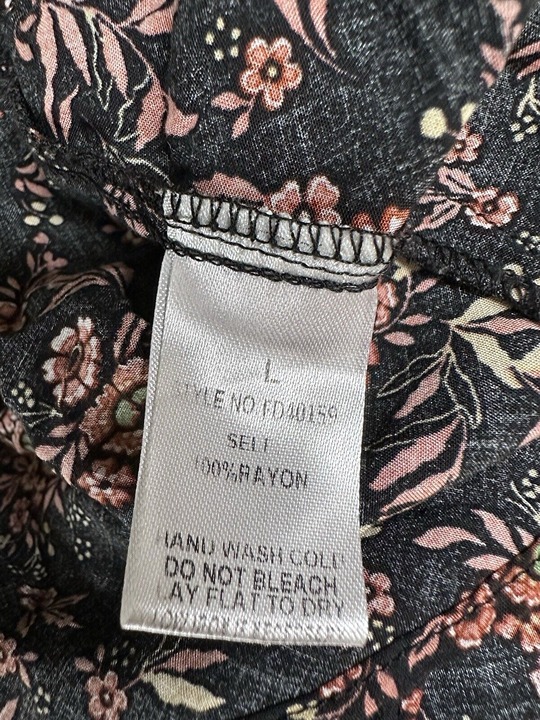 L
STYLE NO.FD40159
SELF
100%RAYON
HAND WASH COLD
DO NOT BLEACH
LAY FLAT TO DRY